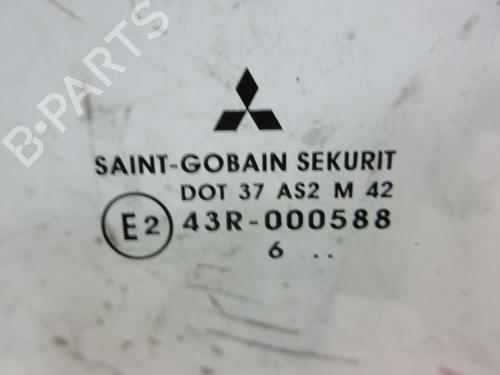 B-PARTS
SAINT-GOBAIN SEKURIT
DOT 37 AS2 M 42
E2 43R-000588
6 ..